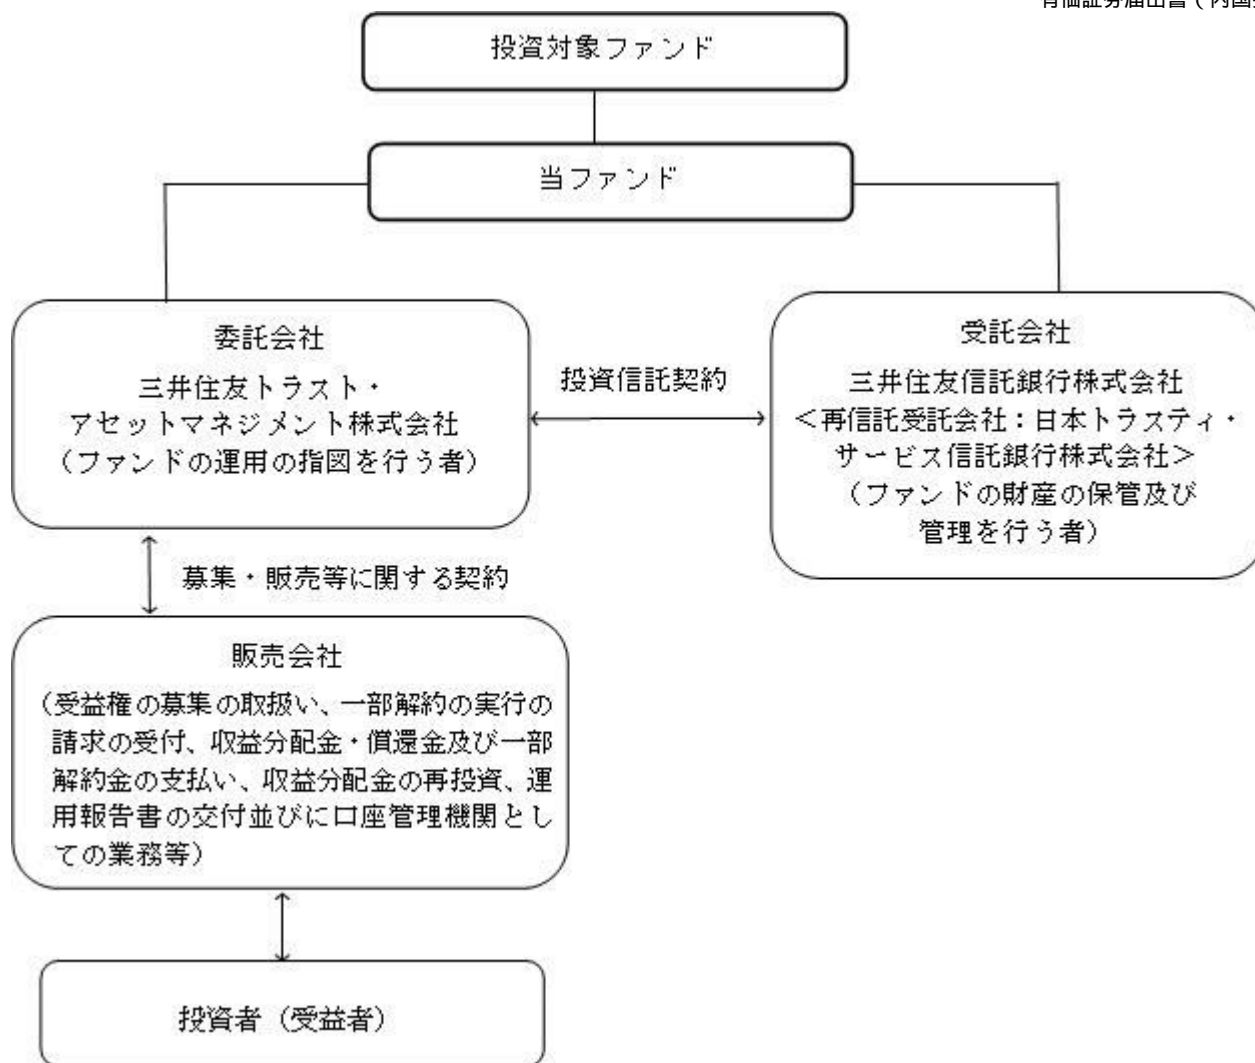 有価証券届出書（内国
投資対象ファンド
当ファンド
委託会社
三井住友トラスト・
アセットマネジメント株式会社
（ファンドの運用の指図を行う者）
投資信託契約
受託会社
三井住友信託銀行株式会社
＜再信託受託会社：日本トラスティ・
サービス信託銀行株式会社＞
（ファンドの財産の保管及び
管理を行う者）
募集・販売等に関する契約
販売会社
（受益権の募集の取扱い、一部解約の実行の
請求の受付、収益分配金・償還金及び一部
解約金の支払い、収益分配金の再投資、運
用報告書の交付並びに口座管理機関とし
ての業務等）
投資者（受益者）